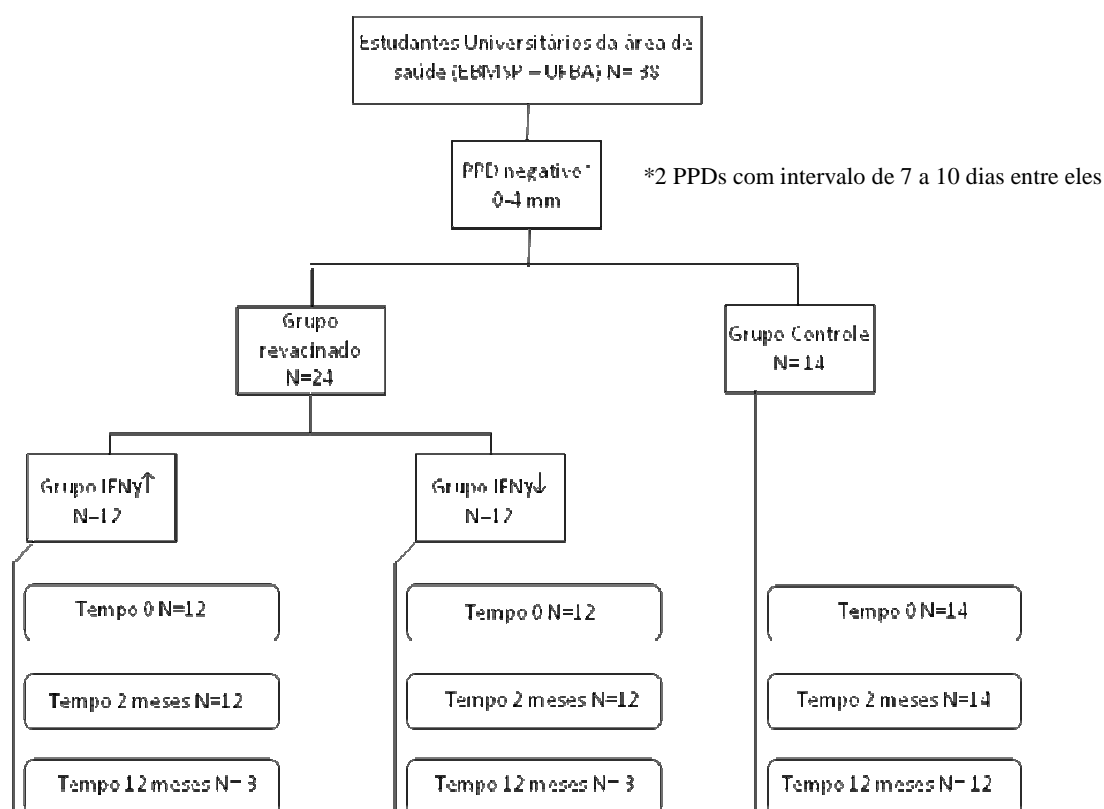 Estudantes Universitários da área de
saúde (EBMSP – UFBA) N= 38
PPD negativo*
0-4 mm
*2 PPDs com intervalo de 7 a 10 dias entre eles
Grupo
revacinado
N=24
Grupo Controle
N=14
Grupo IFNγ↑
N=12
Grupo IFNγ↓
N=12
Tempo 0 N=12
Tempo 0 N=12
Tempo 0 N=14
Tempo 2 meses N=12
Tempo 2 meses N=12
Tempo 2 meses N=14
Tempo 12 meses N=
Tempo 12 meses N=
Tempo 12 meses N= 12